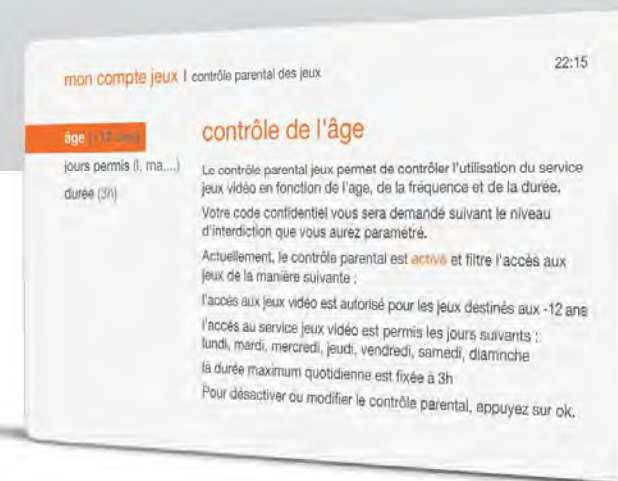 mon compte jeux I contrôle parental des jeux
22:15
âge
jours permis (l, ma....)
durée (3h)
contrôle de l'âge
Le contrôle parental jeux permet de contrôler l'utilisation du service
jeux vidéo en fonction de l'age, de la fréquence et de la durée.
Votre code confidentiel vous sera demandé suivant le niveau
d'interdiction que vous aurez paramétré.
Actuellement, le contrôle parental est activé et filtre l'accès aux
jeux de la manière suivante :
l'accès aux jeux vidéo est autorisé pour les jeux destinés aux -12 ans
l'accès au service jeux vidéo est permis les jours suivants :
lundi, mardi, mercredi, jeudi, vendredi, samedi, diamnche
la durée maximum quotidienne est fixée à 3h
Pour désactiver ou modifier le contrôle parental, appuyez sur ok.